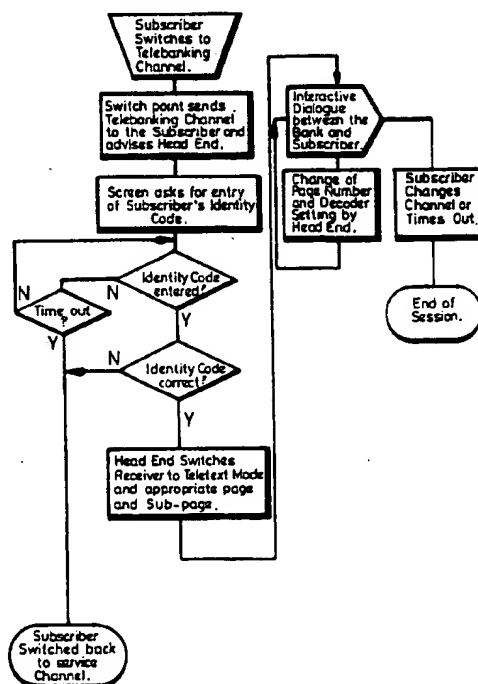 Subscriber
Switches to
Telebanking
Channel.
Switch point sends
Telebanking Channel
to the Subscriber and
advises Head End.
Screen asks for entry
of Subscriber's Identity
Code.
Identity Code
entered?
N
Y
Time out
?
N
Y
Identity Code
correct?
N
Y
Head End Switches
Receiver to Teletext Mode
and appropriate page
and Sub-page.
Subscriber
Switched back
to service
Channel.
Interactive
Dialogue
between the
Bank and
Subscriber.
Change of
Page Number
and Decoder
Setting by
Head End.
Subscriber
Changes
Channel or
Times Out.
End of
Session.